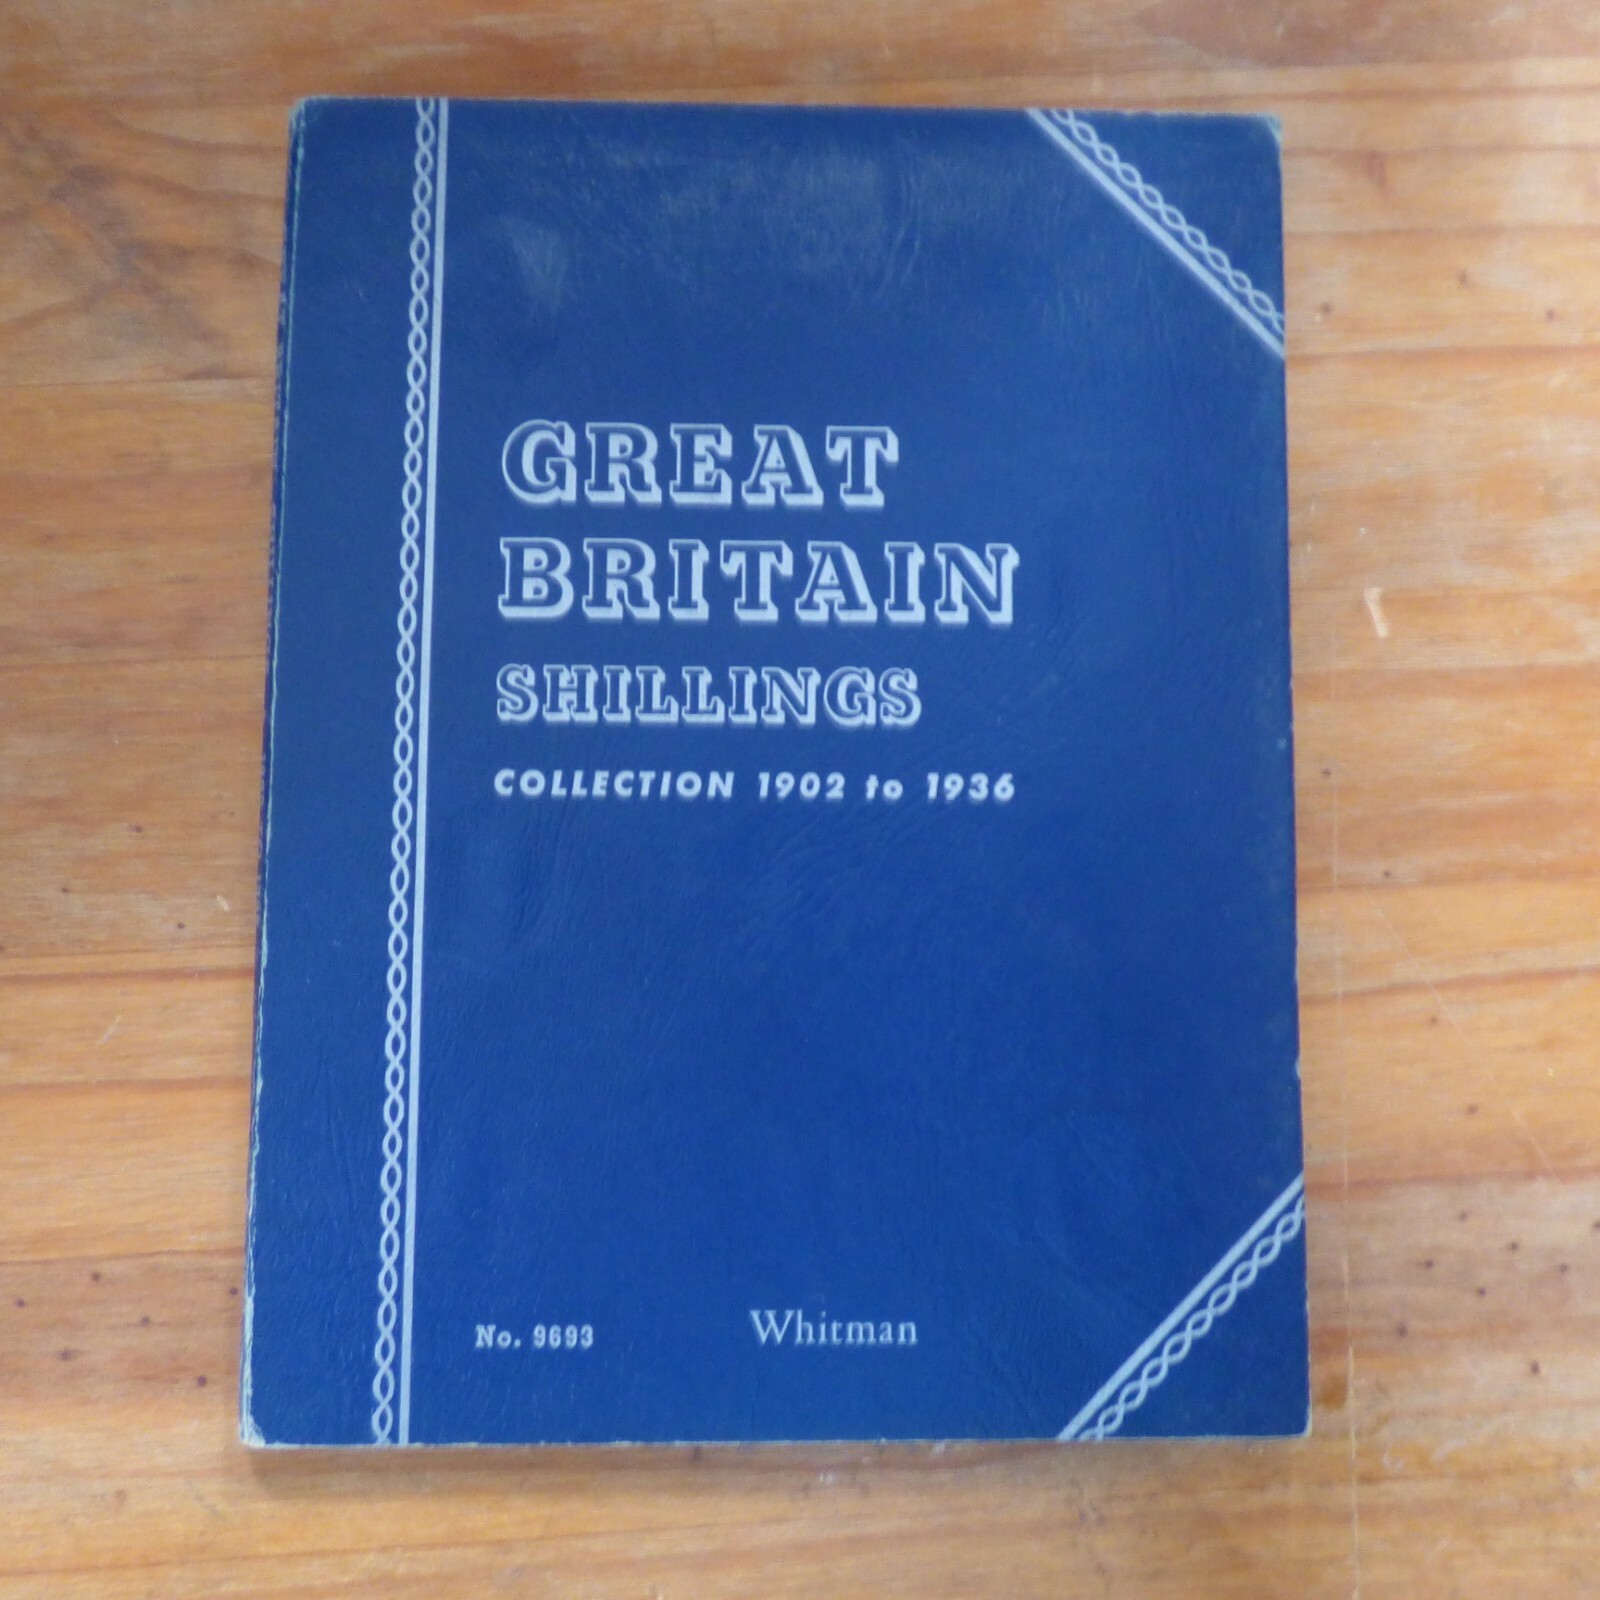 GREAT
BRITAIN
SHILLINGS
COLLECTION 1902 to 1936
No. 9693
Whitman